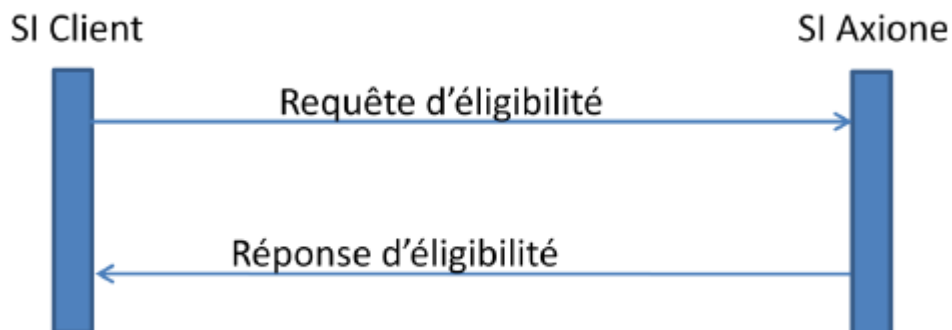 SI Client
SI Axione
Requête d’éligibilité
Réponse d’éligibilité